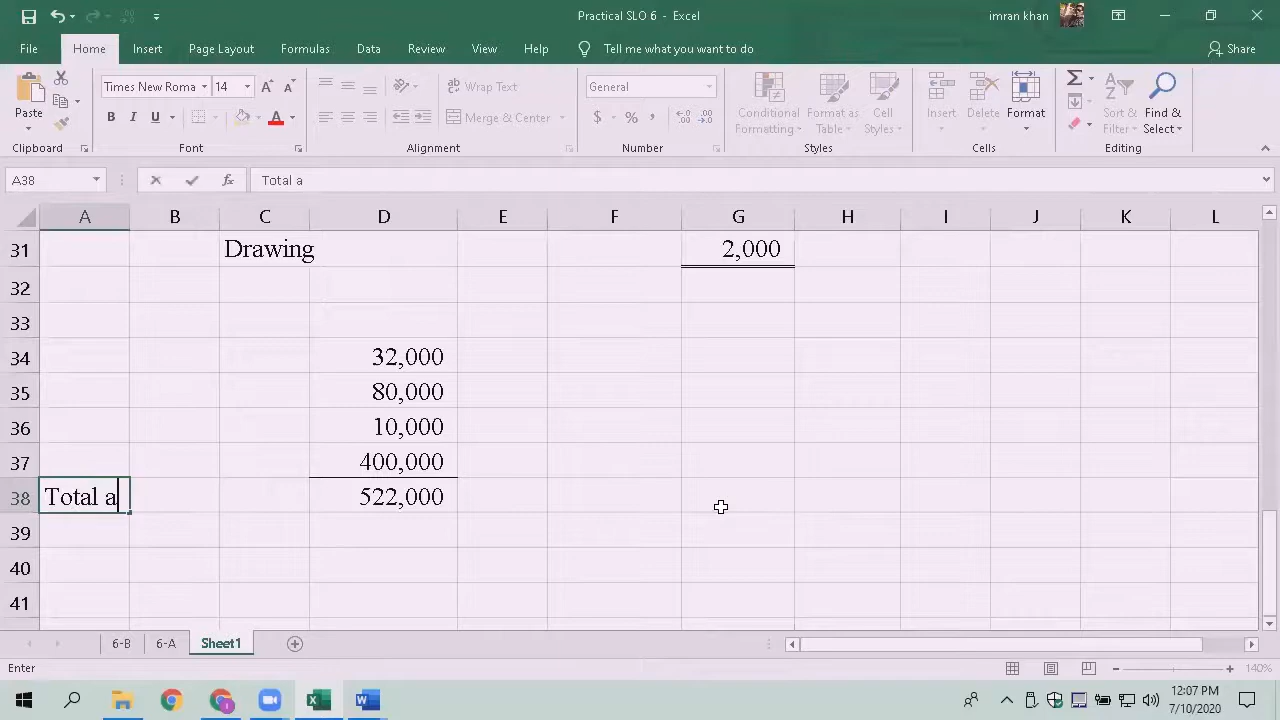 Practical SLO 6 - Excel
imran khan
File Home Insert Page Layout Formulas Data Review View Help Tell me what you want to do Share
Paste
Clipboard
Times New Roma 14
B I U A
Font
Wrap Text
Merge & Center
Alignment
General
$ % ,
Number
Conditional Formatting
Format as Table
Cell Styles
Styles
Insert Delete Format
Cells
Sort & Filter
Find & Select
Editing
A38 fx Total a
A B C D E F G H I J K L
31 Drawing 2,000
32
33
34 32,000
35 80,000
36 10,000
37 400,000
38 Total a 522,000
39
40
41
6-B 6-A Sheet1
Enter 140%
12:07 PM
7/10/2020